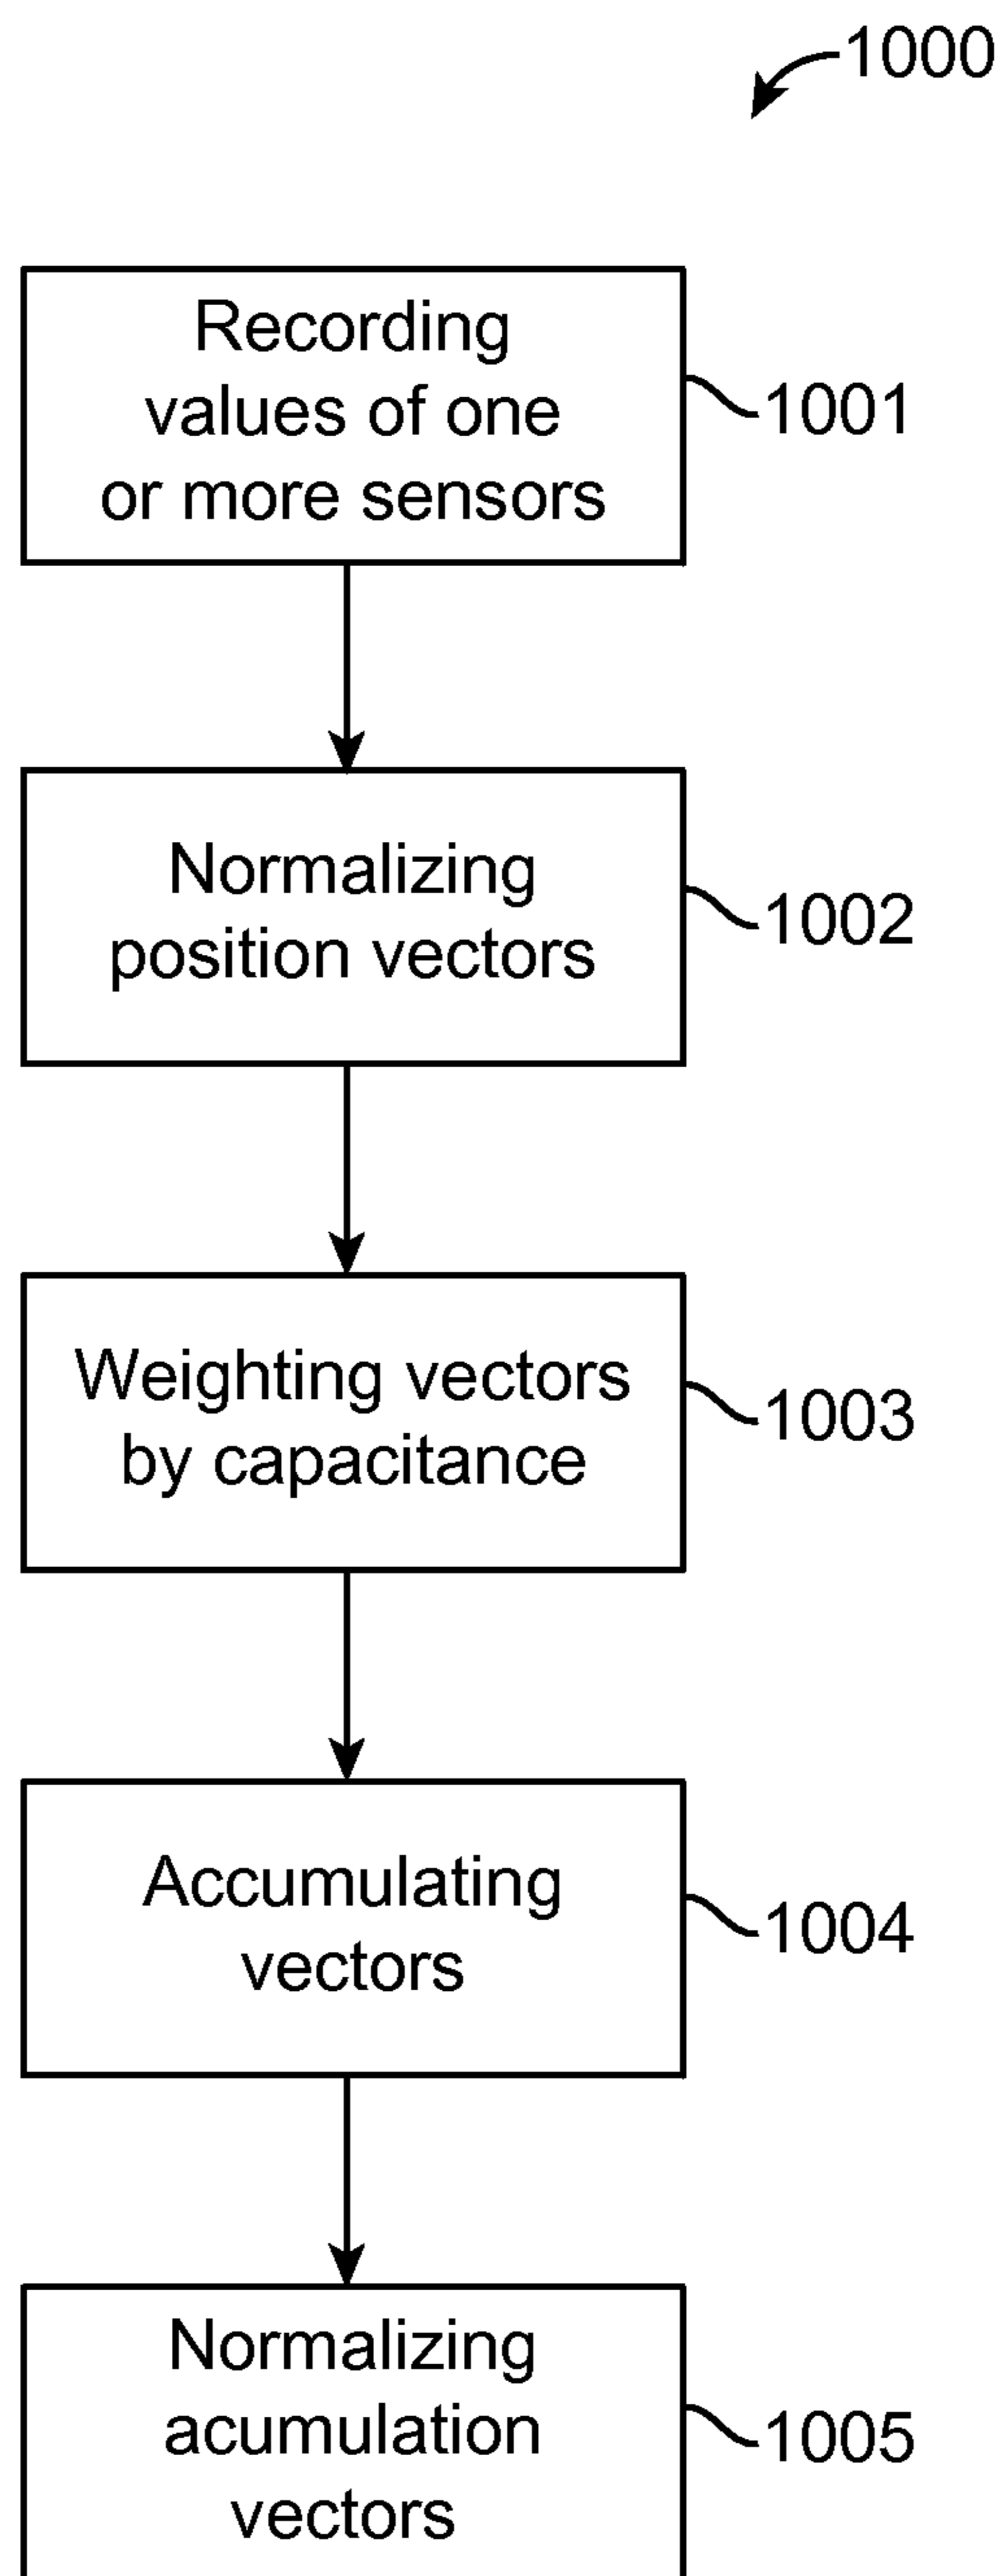 1000
Recording
values of one
or more sensors
1001
Normalizing
position vectors
1002
Weighting vectors
by capacitance
1003
Accumulating
vectors
1004
Normalizing
acumulation
vectors
1005